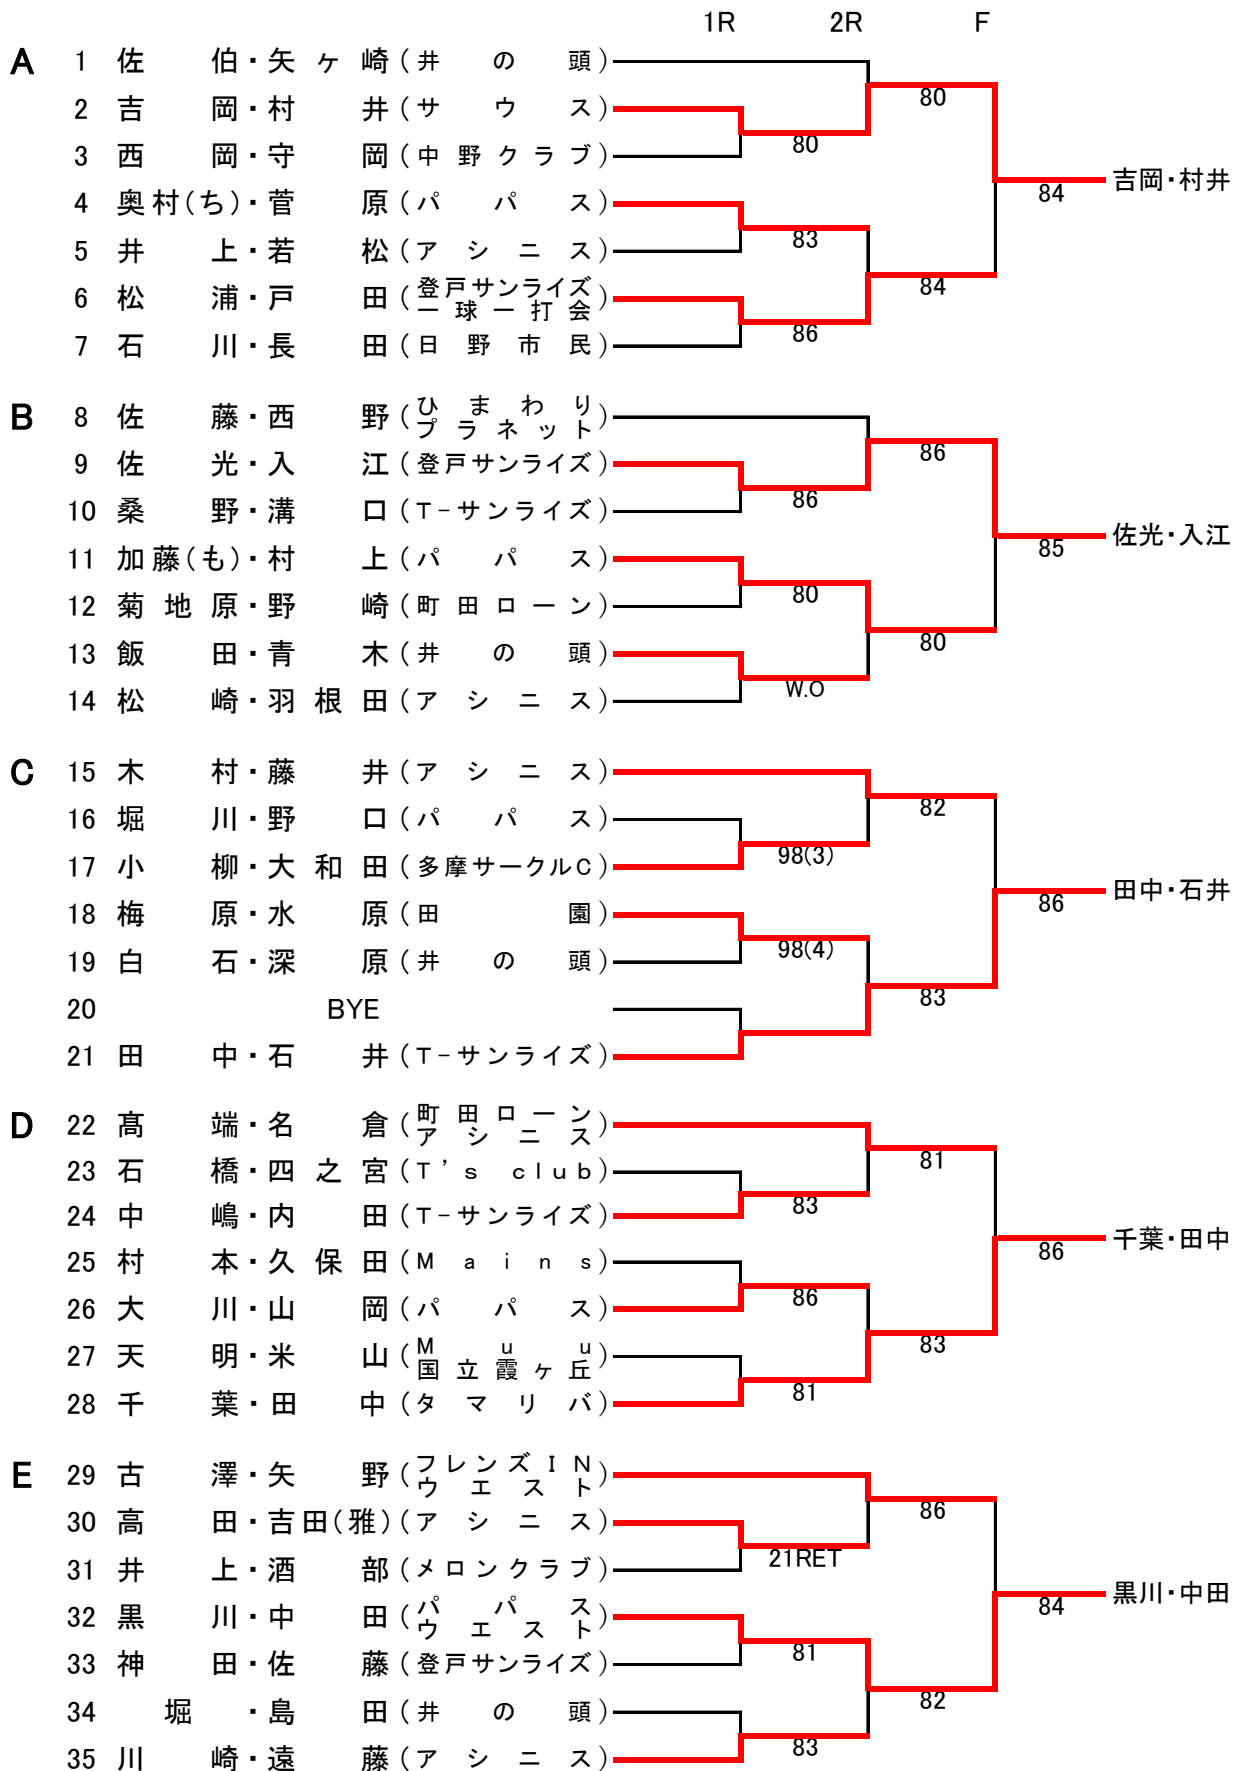 1R 2R F
A 1 佐伯・矢ヶ崎(井の頭)
80
2 吉岡・村井(サウス)
80
3 西岡・守岡(中野クラブ)
84 吉岡・村井
4 奥村(ち)・菅原(パパス)
83
5 井上・若松(アシニス)
84
6 松浦・戸田(登戸サンライズ
一球一打会)
86
7 石川・長田(日野市民)
B 8 佐藤・西野(ひまわり
プラネット)
86
9 佐光・入江(登戸サンライズ)
86
10 桑野・溝口(T-サンライズ)
85 佐光・入江
11 加藤(も)・村上(パパス)
80
12 菊地原・野崎(町田ローン)
80
13 飯田・青木(井の頭)
W.O
14 松崎・羽根田(アシニス)
C 15 木村・藤井(アシニス)
82
16 堀川・野口(パパス)
98(3)
17 小柳・大和田(多摩サークルC)
86 田中・石井
18 梅原・水原(田園)
98(4)
19 白石・深原(井の頭)
83
20 BYE
21 田中・石井(T-サンライズ)
D 22 髙端・名倉(町田ローン
アシニス)
81
23 石橋・四之宮(T's club)
83
24 中嶋・内田(T-サンライズ)
86 千葉・田中
25 村本・久保田(Mains)
86
26 大川・山岡(パパス)
83
27 天明・米山(Muu
国立霞ヶ丘)
81
28 千葉・田中(タマリバ)
E 29 古澤・矢野(フレンズIN
ウエスト)
86
30 高田・吉田(雅)(アシニス)
21RET
31 井上・酒部(メロンクラブ)
84 黒川・中田
32 黒川・中田(パパス
ウエスト)
81
33 神田・佐藤(登戸サンライズ)
82
34 堀・島田(井の頭)
83
35 川崎・遠藤(アシニス)